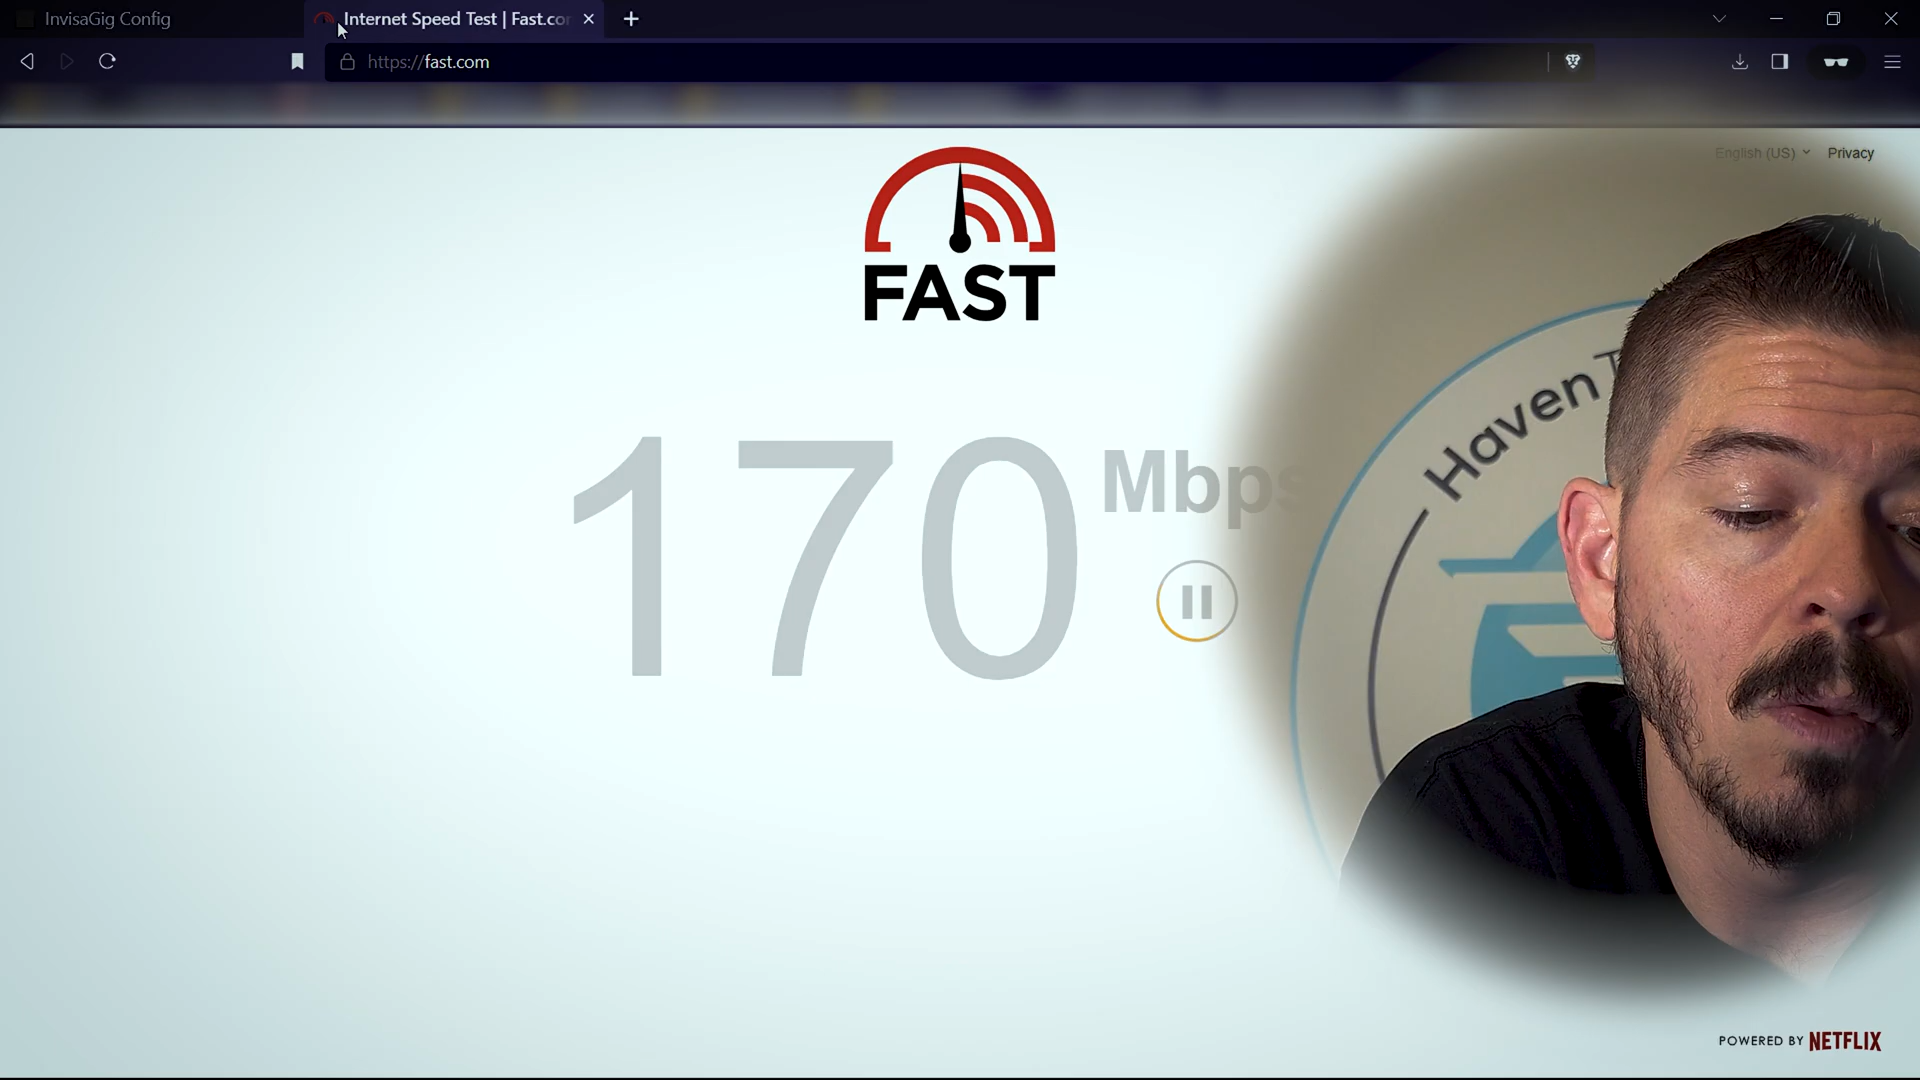 InvisaGig Config
Internet Speed Test | Fast.co
https://fast.com
English (US)
Privacy
FAST
170
Mbps
Haven
POWERED BY NETFLIX